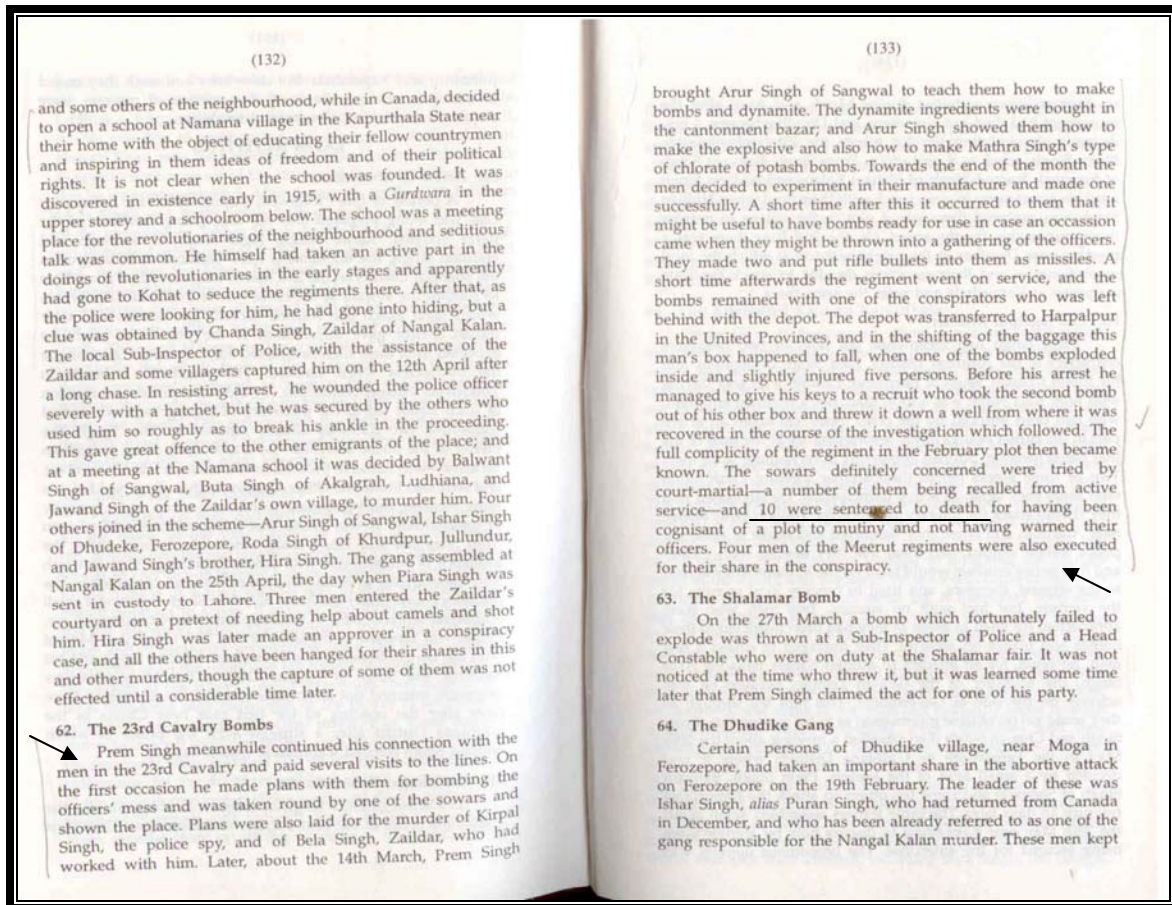 (132)
and some others of the neighbourhood, while in Canada, decided
to open a school at Namana village in the Kapurthala State near
their home with the object of educating their fellow countrymen
and inspiring in them ideas of freedom and of their political
rights. It is not clear when the school was founded. It was
discovered in existence early in 1915, with a Gurdwara in the
upper storey and a schoolroom below. The school was a meeting
place for the revolutionaries of the neighbourhood and seditious
talk was common. He himself had taken an active part in the
doings of the revolutionaries in the early stages and apparently
had gone to Kohat to seduce the regiments there. After that, as
the police were looking for him, he had gone into hiding, but a
clue was obtained by Chanda Singh, Zaildar of Nangal Kalan.
The local Sub-Inspector of Police, with the assistance of the
Zaildar and some villagers captured him on the 12th April after
a long chase. In resisting arrest, he wounded the police officer
severely with a hatchet, but he was secured by the others who
used him so roughly as to break his ankle in the proceeding.
This gave great offence to the other emigrants of the place; and
at a meeting at the Namana school it was decided by Balwant
Singh of Sangwal, Buta Singh of Akalgrah, Ludhiana, and
Jawand Singh of the Zaildar's own village, to murder him. Four
others joined in the scheme—Arur Singh of Sangwal, Ishar Singh
of Dhudeke, Ferozepore, Roda Singh of Khurdpur, Jullundur,
and Jawand Singh's brother, Hira Singh. The gang assembled at
Nangal Kalan on the 25th April, the day when Piara Singh was
sent in custody to Lahore. Three men entered the Zaildar's
courtyard on a pretext of needing help about camels and shot
him. Hira Singh was later made an approver in a conspiracy
case, and all the others have been hanged for their shares in this
and other murders, though the capture of some of them was not
effected until a considerable time later.
62. The 23rd Cavalry Bombs
Prem Singh meanwhile continued his connection with the
men in the 23rd Cavalry and paid several visits to the lines. On
the first occasion he made plans with them for bombing the
officers' mess and was taken round by one of the sowars and
shown the place. Plans were also laid for the murder of Kirpal
Singh, the police spy, and of Bela Singh, Zaildar, who had
worked with him. Later, about the 14th March, Prem Singh
(133)
brought Arur Singh of Sangwal to teach them how to make
bombs and dynamite. The dynamite ingredients were bought in
the cantonment bazar; and Arur Singh showed them how to
make the explosive and also how to make Mathra Singh's type
of chlorate of potash bombs. Towards the end of the month the
men decided to experiment in their manufacture and made one
successfully. A short time after this it occurred to them that it
might be useful to have bombs ready for use in case an occassion
came when they might be thrown into a gathering of the officers.
They made two and put rifle bullets into them as missiles. A
short time afterwards the regiment went on service, and the
bombs remained with one of the conspirators who was left
behind with the depot. The depot was transferred to Harpalpur
in the United Provinces, and in the shifting of the baggage this
man's box happened to fall, when one of the bombs exploded
inside and slightly injured five persons. Before his arrest he
managed to give his keys to a recruit who took the second bomb
out of his other box and threw it down a well from where it was
recovered in the course of the investigation which followed. The
full complicity of the regiment in the February plot then became
known. The sowars definitely concerned were tried by
court-martial—a number of them being recalled from active
service—and 10 were sentenced to death for having been
cognisant of a plot to mutiny and not having warned their
officers. Four men of the Meerut regiments were also executed
for their share in the conspiracy.
63. The Shalamar Bomb
On the 27th March a bomb which fortunately failed to
explode was thrown at a Sub-Inspector of Police and a Head
Constable who were on duty at the Shalamar fair. It was not
noticed at the time who threw it, but it was learned some time
later that Prem Singh claimed the act for one of his party.
64. The Dhudike Gang
Certain persons of Dhudike village, near Moga in
Ferozepore, had taken an important share in the abortive attack
on Ferozepore on the 19th February. The leader of these was
Ishar Singh, alias Puran Singh, who had returned from Canada
in December, and who has been already referred to as one of the
gang responsible for the Nangal Kalan murder. These men kept